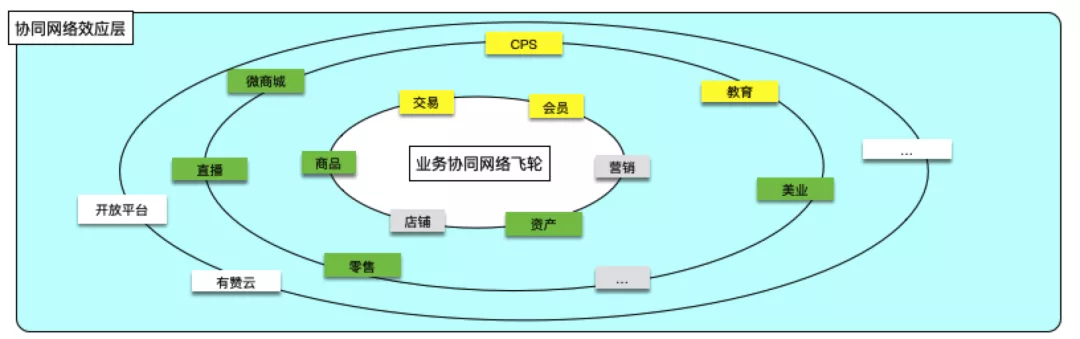 协同网络效应层
CPS
微商城
教育
交易
会员
...
商品
业务协同网络飞轮
营销
直播
美业
开放平台
店铺
资产
零售
...
有赞云